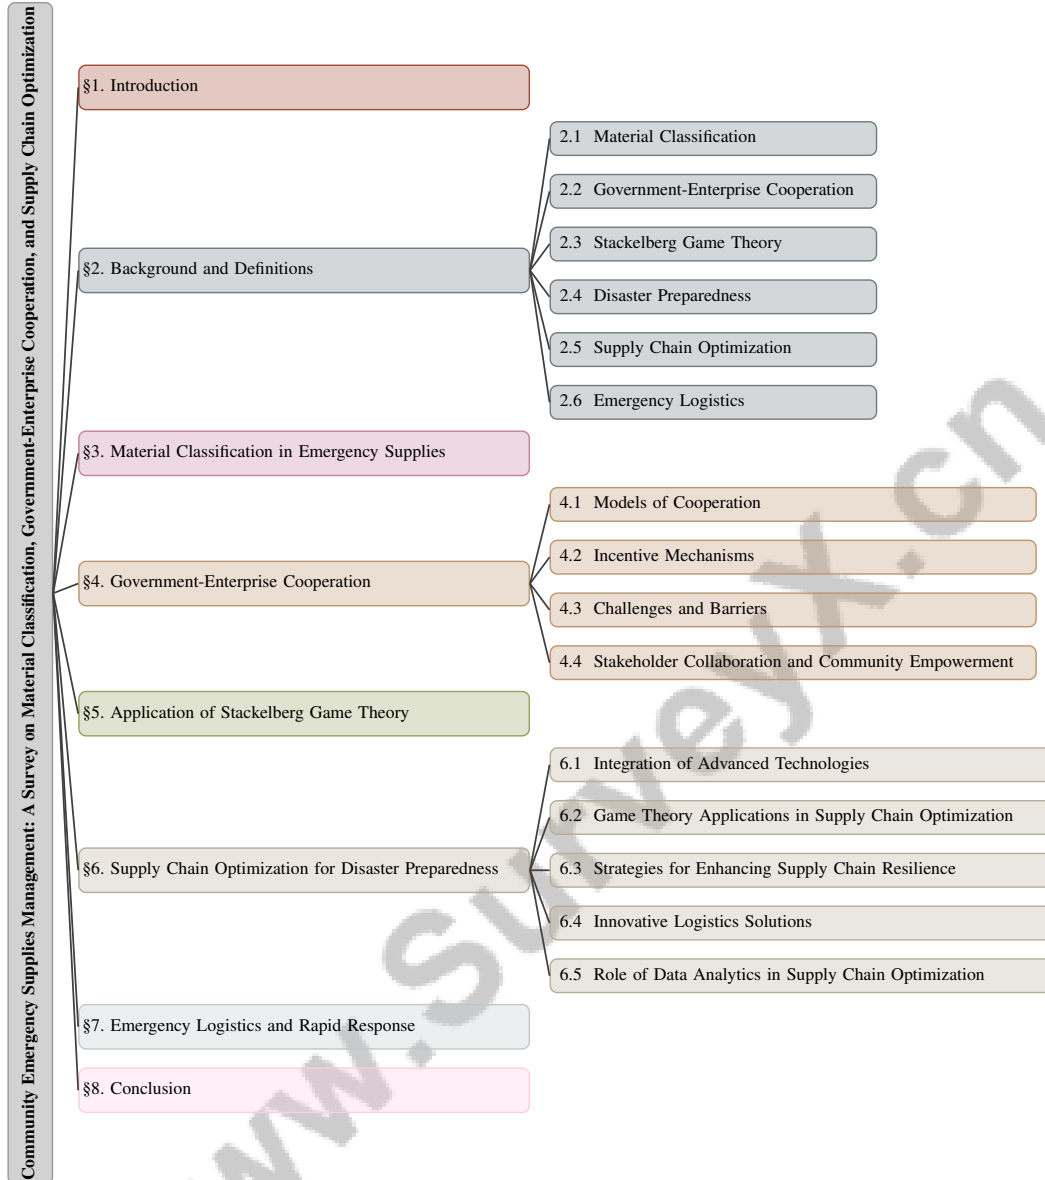 Community Emergency Supplies Management: A Survey on Material Classification, Government-Enterprise Cooperation, and Supply Chain Optimization
§1. Introduction
§2. Background and Definitions
2.1 Material Classification
2.2 Government-Enterprise Cooperation
2.3 Stackelberg Game Theory
2.4 Disaster Preparedness
2.5 Supply Chain Optimization
2.6 Emergency Logistics
§3. Material Classification in Emergency Supplies
§4. Government-Enterprise Cooperation
4.1 Models of Cooperation
4.2 Incentive Mechanisms
4.3 Challenges and Barriers
4.4 Stakeholder Collaboration and Community Empowerment
§5. Application of Stackelberg Game Theory
§6. Supply Chain Optimization for Disaster Preparedness
6.1 Integration of Advanced Technologies
6.2 Game Theory Applications in Supply Chain Optimization
6.3 Strategies for Enhancing Supply Chain Resilience
6.4 Innovative Logistics Solutions
6.5 Role of Data Analytics in Supply Chain Optimization
§7. Emergency Logistics and Rapid Response
§8. Conclusion
www.SurveyX.cn